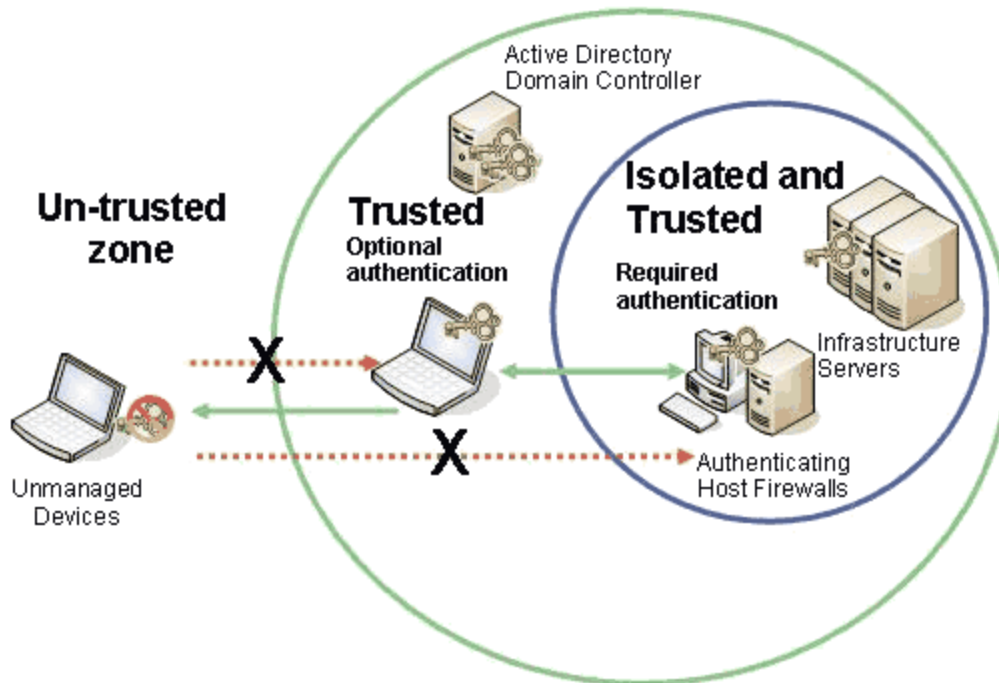 Active Directory
Domain Controller
Un-trusted
zone
Trusted
Optional
authentication
Isolated and
Trusted
Required
authentication
Infrastructure
Servers
X
X
Unmanaged
Devices
Authenticating
Host Firewalls